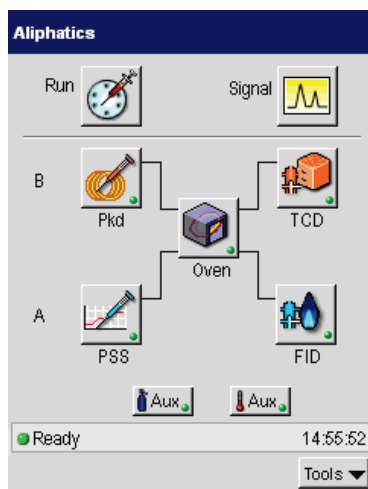 Aliphatics
Run Signal
B
Pkd TCD
Oven
A
PSS FID
Aux Aux
Ready 14:55:52
Tools